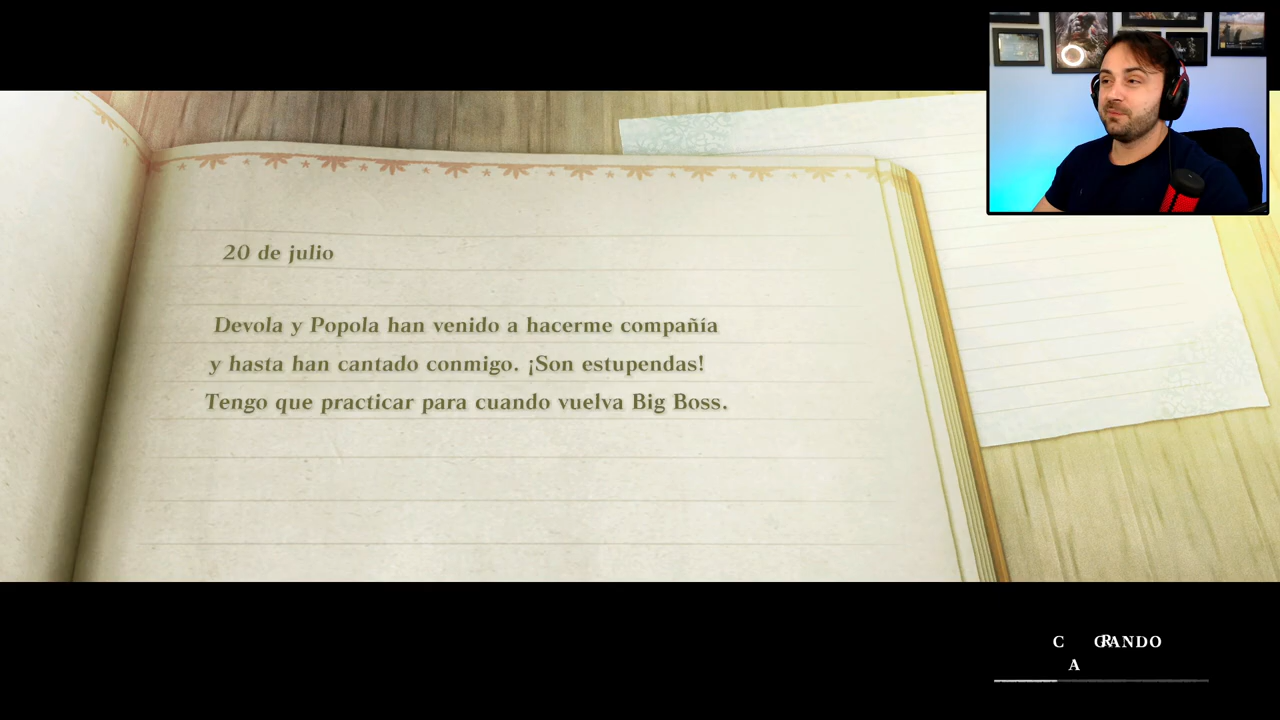 20 de julio
Devola y Popola han venido a hacerme compañía
y hasta han cantado conmigo. ¡Son estupendas!
Tengo que practicar para cuando vuelva Big Boss.
CARGANDO